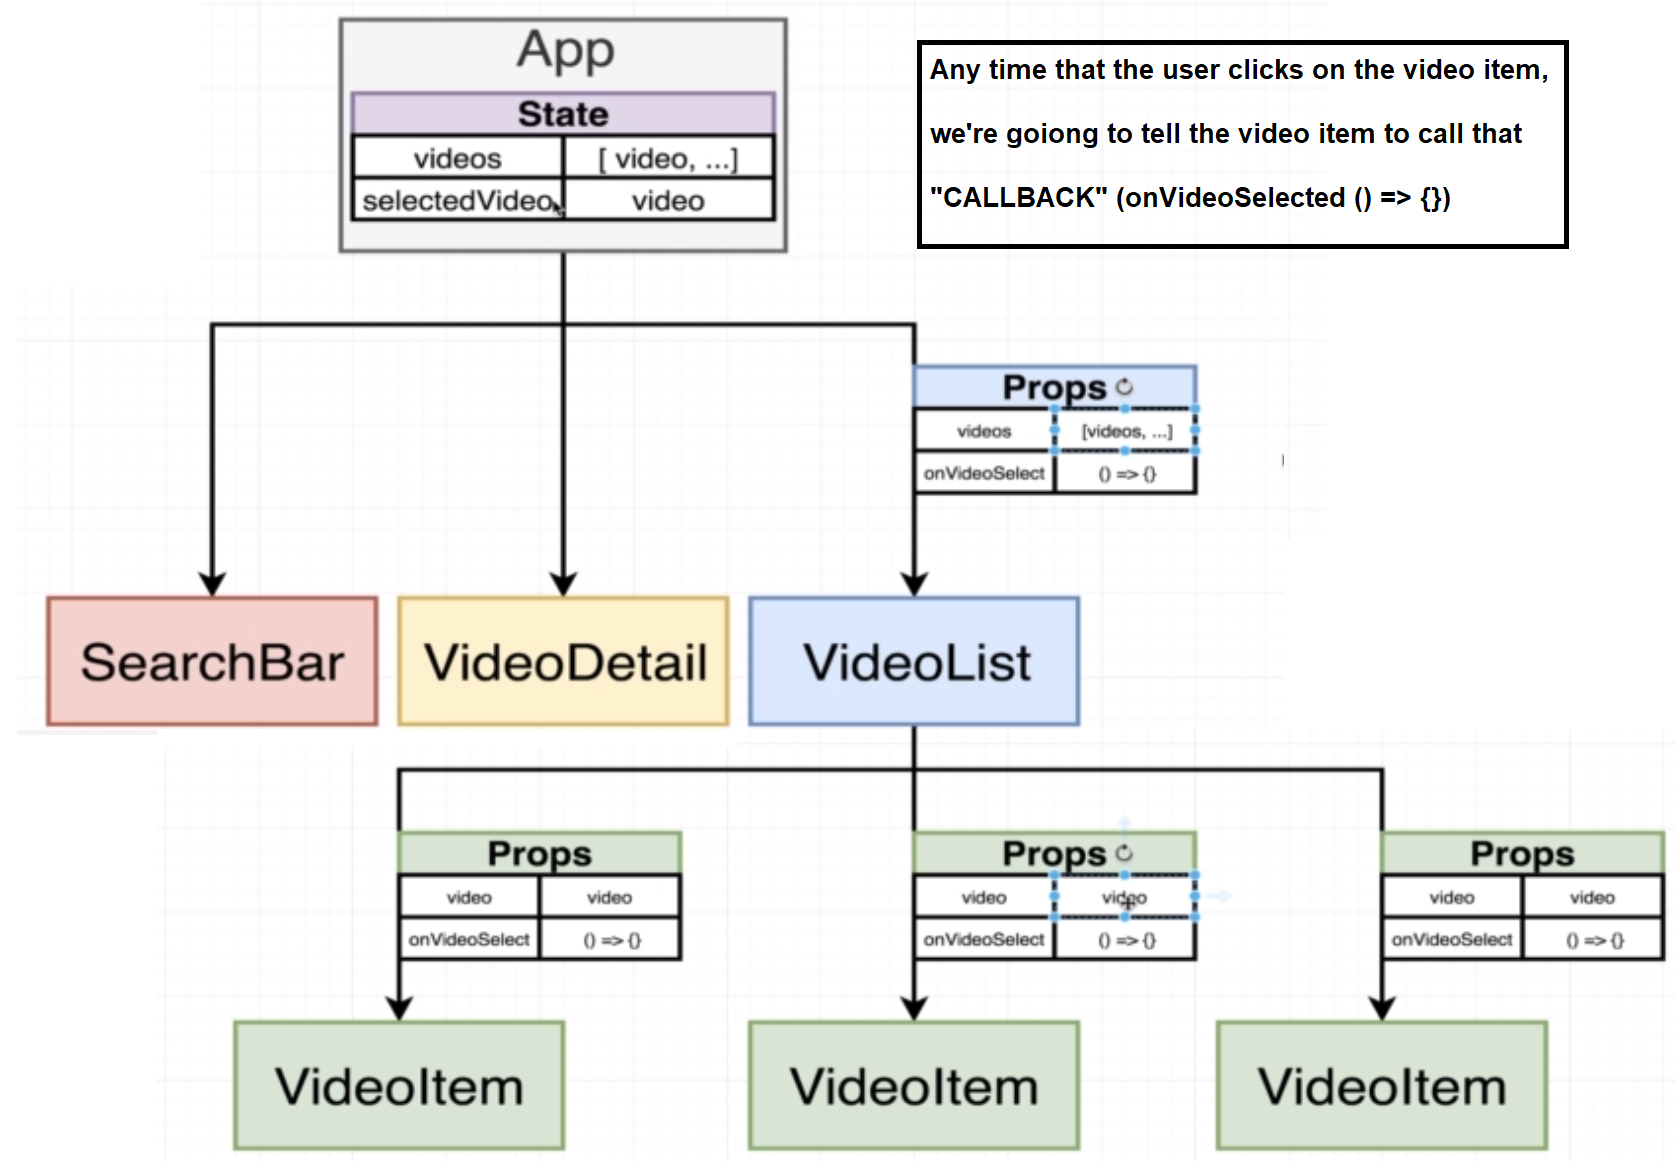 App
State
videos [ video, ...]
selectedVideo video
Any time that the user clicks on the video item,
we're goiong to tell the video item to call that
"CALLBACK" (onVideoSelected () => {})
Props
videos [videos, ...]
onVideoSelect () => {}
SearchBar
VideoDetail
VideoList
Props
video video
onVideoSelect () => {}
Props
video video
onVideoSelect () => {}
Props
video video
onVideoSelect () => {}
VideoItem
VideoItem
VideoItem